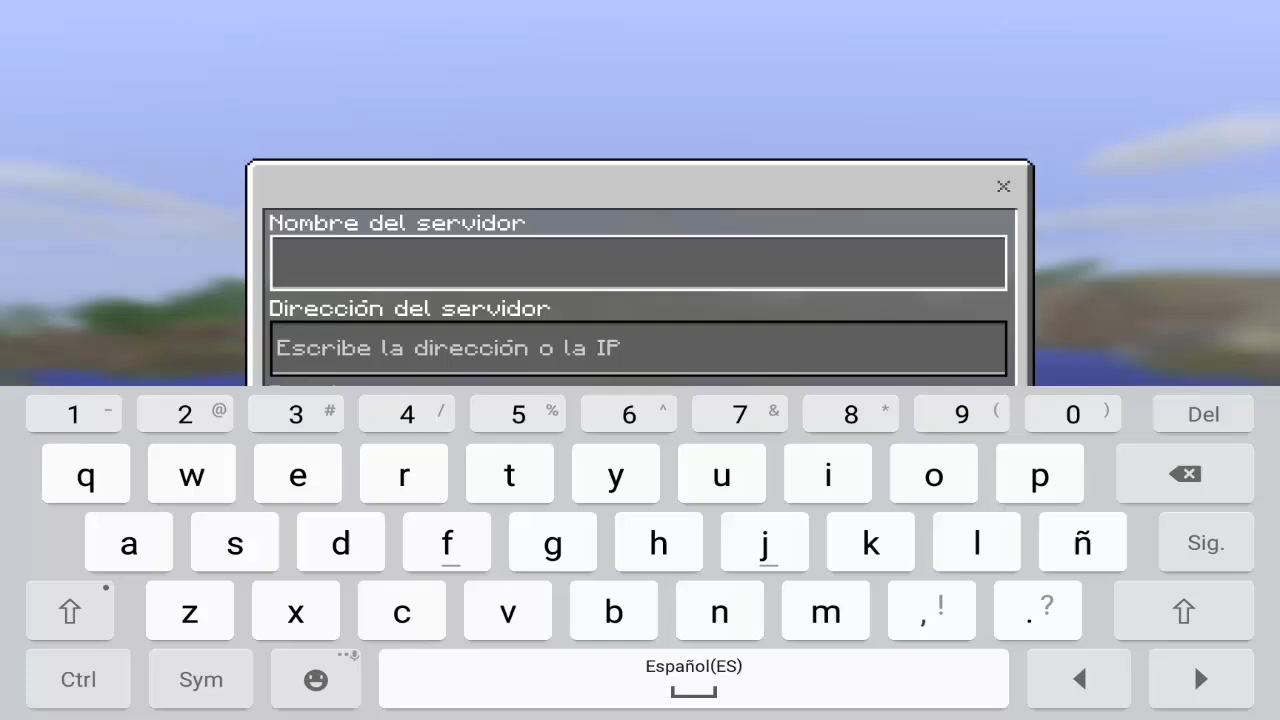 Nombre del servidor
Dirección del servidor
Escribe la dirección o la IP
1 - 2 @ 3 # 4 / 5 % 6 ^ 7 & 8 * 9 ( 0 ) Del
q w e r t y u i o p
a s d f g h j k l ñ Sig.
z x c v b n m , ! . ?
Ctrl Sym Español(ES)